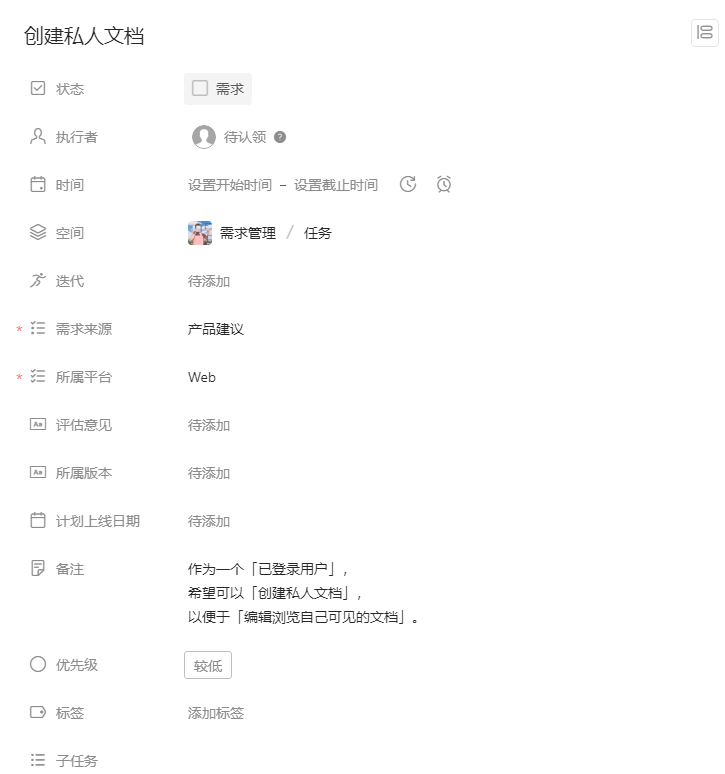 创建私人文档
状态 需求
执行者 待认领 ?
时间 设置开始时间 – 设置截止时间
空间 需求管理 / 任务
迭代 待添加
* 需求来源 产品建议
* 所属平台 Web
评估意见 待添加
所属版本 待添加
计划上线日期 待添加
备注 作为一个「已登录用户」,
希望可以「创建私人文档」,
以便于「编辑浏览自己可见的文档」。
优先级 较低
标签 添加标签
子任务